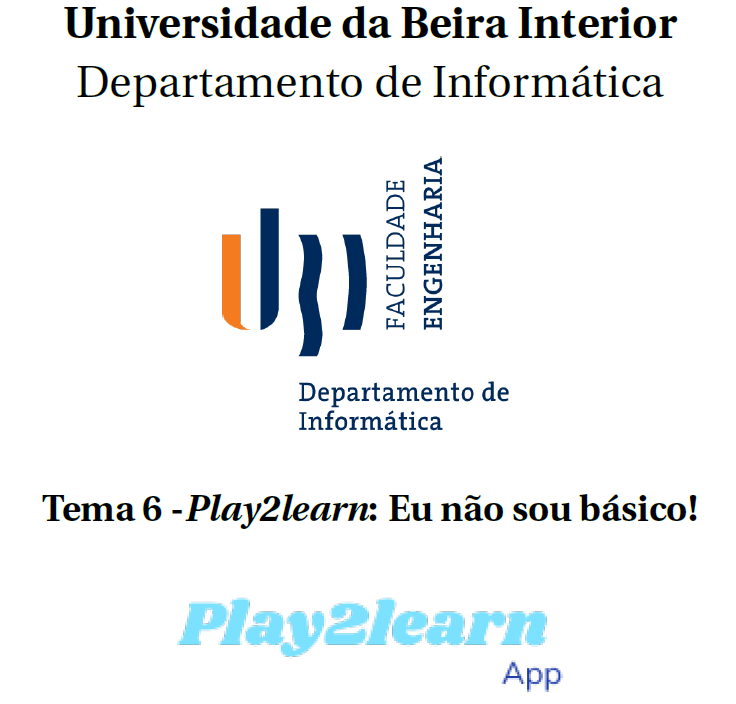 Universidade da Beira Interior
Departamento de Informática
ubi
FACULDADE
ENGENHARIA
Departamento de
Informática
Tema 6 -Play2learn: Eu não sou básico!
Play2learn
App